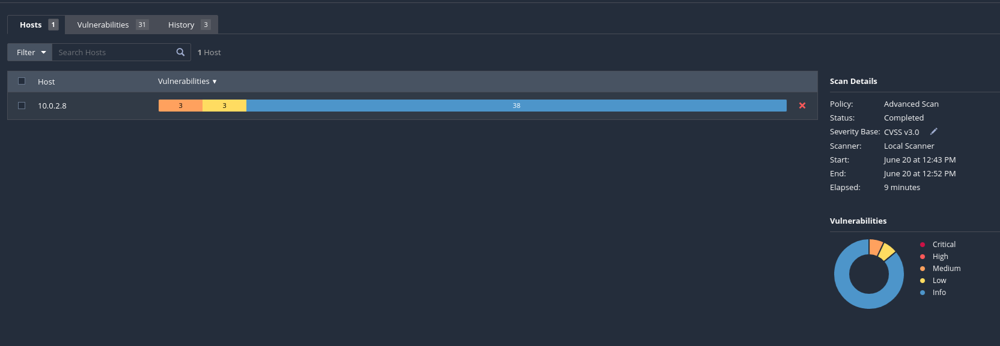 Hosts 1 Vulnerabilities 31 History 3
Filter Search Hosts 1 Host
Host Vulnerabilities
10.0.2.8 3 3 38
Scan Details
Policy: Advanced Scan
Status: Completed
Severity Base: CVSS v3.0
Scanner: Local Scanner
Start: June 20 at 12:43 PM
End: June 20 at 12:52 PM
Elapsed: 9 minutes
Vulnerabilities
Critical
High
Medium
Low
Info